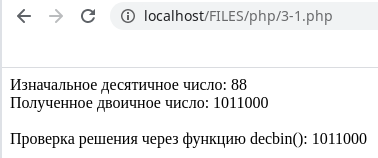 localhost/FILES/php/3-1.php
Изначальное десятичное число: 88
Полученное двоичное число: 1011000
Проверка решения через функцию decbin(): 1011000